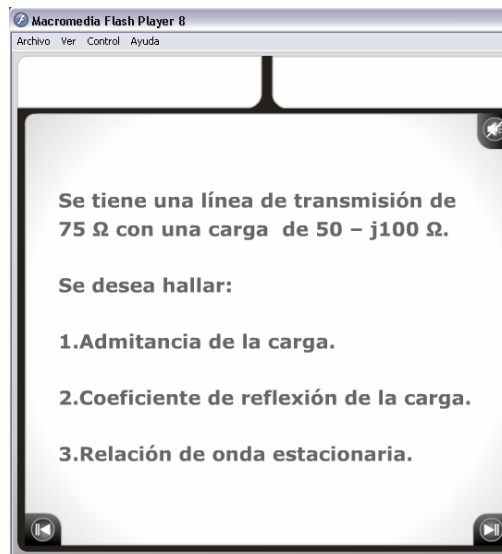 Macromedia Flash Player 8
Archivo Ver Control Ayuda
Se tiene una línea de transmisión de
75 Ω con una carga de 50 – j100 Ω.
Se desea hallar:
1.Admitancia de la carga.
2.Coeficiente de reflexión de la carga.
3.Relación de onda estacionaria.